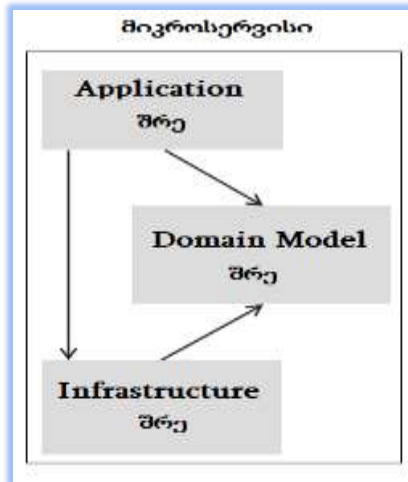 მიკროსერვისი
Application
შრე
Domain Model
შრე
Infrastructure
შრე